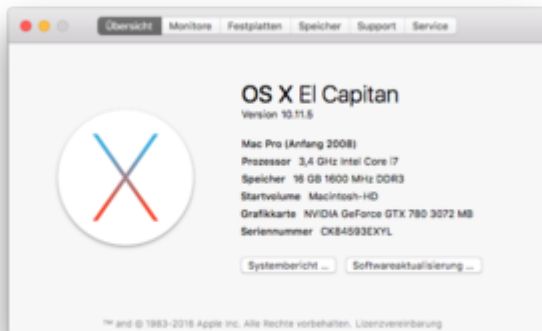 Übersicht Monitore Festplatten Speicher Support Service
OS X El Capitan
Version 10.11.5
Mac Pro (Anfang 2008)
Prozessor 3,4 GHz Intel Core i7
Speicher 16 GB 1600 MHz DDR3
Startvolume Macintosh-HD
Grafikkarte NVIDIA GeForce GTX 780 3072 MB
Seriennummer CK84593EXYL
Systembericht ... Softwareaktualisierung ...
™ and © 1983-2016 Apple Inc. Alle Rechte vorbehalten. Lizenzvereinbarung